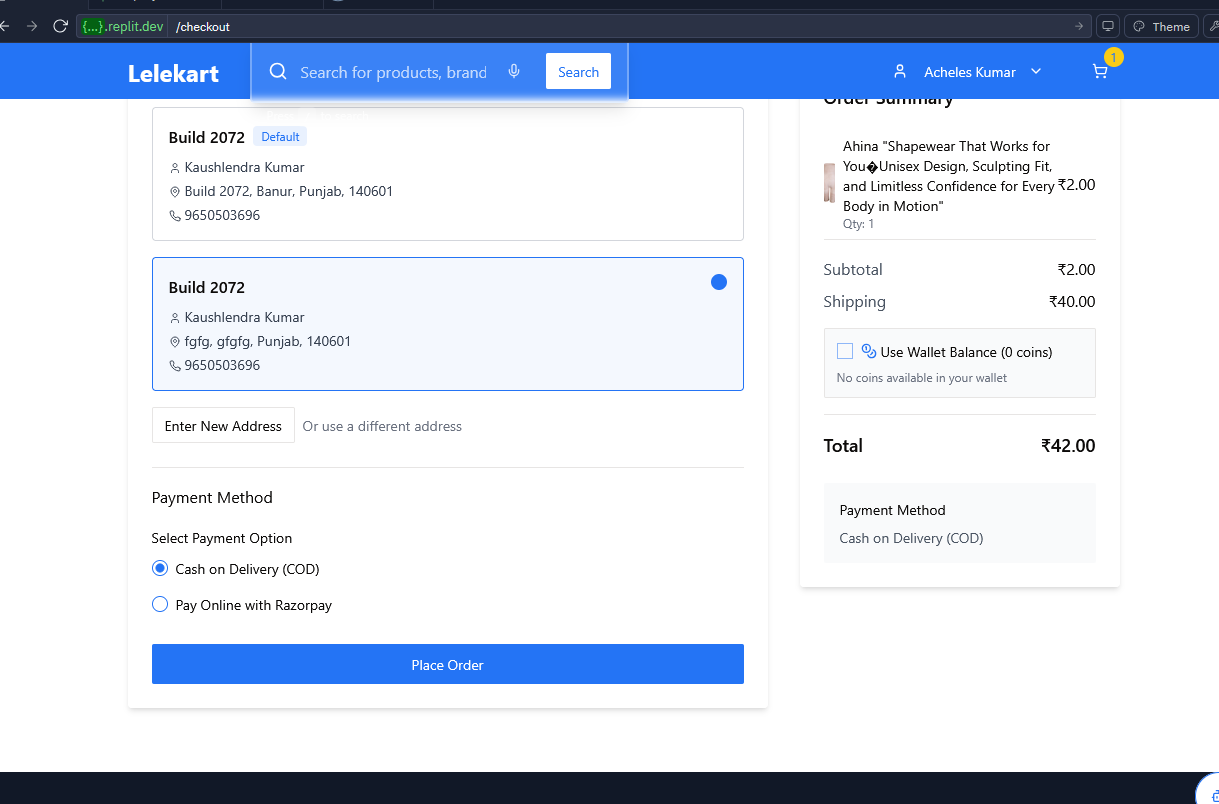 {...}.replit.dev /checkout
Theme
Lelekart
Search for products, brand
Search
Acheles Kumar
1
Build 2072 Default
Kaushlendra Kumar
Build 2072, Banur, Punjab, 140601
9650503696
Build 2072
Kaushlendra Kumar
fgfg, gfgfg, Punjab, 140601
9650503696
Enter New Address Or use a different address
Payment Method
Select Payment Option
Cash on Delivery (COD)
Pay Online with Razorpay
Place Order
Order Summary
Ahina "Shapewear That Works for
You�Unisex Design, Sculpting Fit,
and Limitless Confidence for Every
Body in Motion"
₹2.00
Qty: 1
Subtotal ₹2.00
Shipping ₹40.00
Use Wallet Balance (0 coins)
No coins available in your wallet
Total ₹42.00
Payment Method
Cash on Delivery (COD)